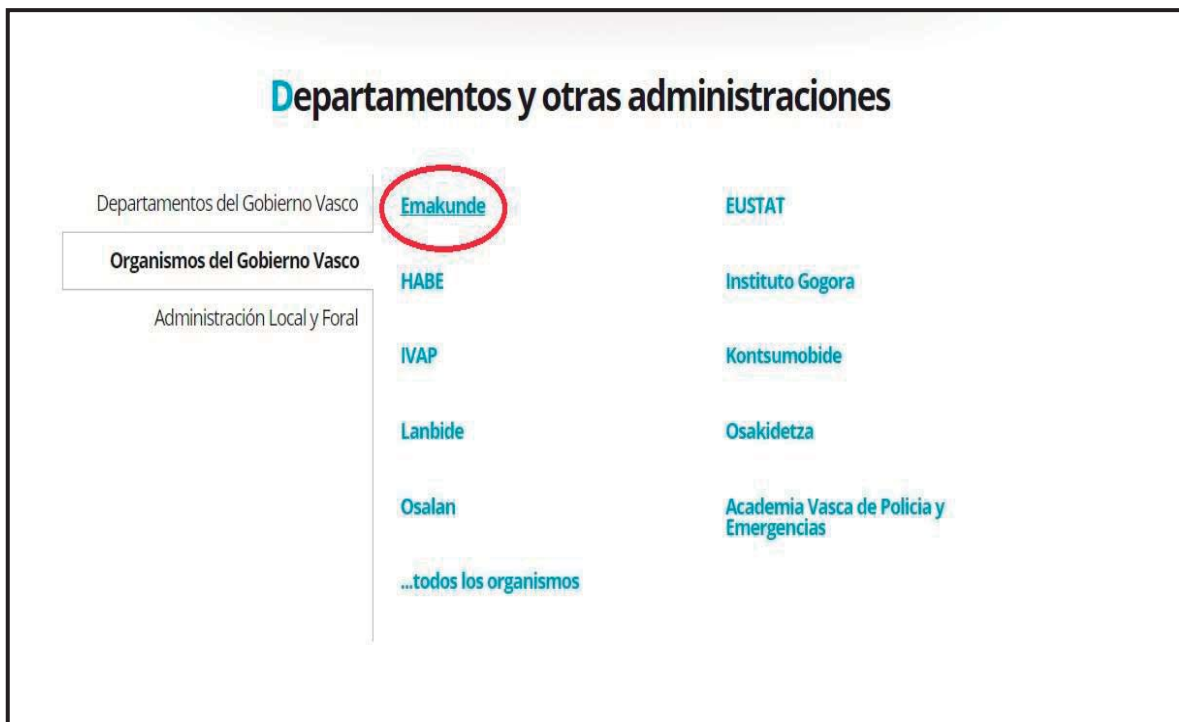 Departamentos y otras administraciones
Departamentos del Gobierno Vasco
Organismos del Gobierno Vasco
Administración Local y Foral
Emakunde
EUSTAT
HABE
Instituto Gogora
IVAP
Kontsumobide
Lanbide
Osakidetza
Osalan
Academia Vasca de Policia y
Emergencias
...todos los organismos